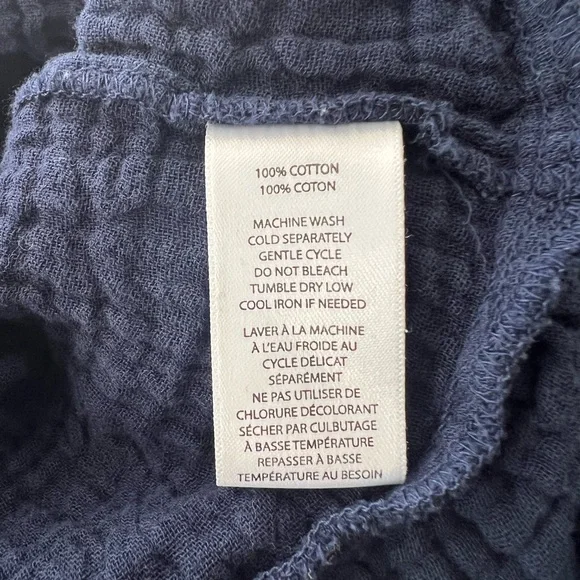 100% COTTON
100% COTON
MACHINE WASH
COLD SEPARATELY
GENTLE CYCLE
DO NOT BLEACH
TUMBLE DRY LOW
COOL IRON IF NEEDED
LAVER À LA MACHINE
À L'EAU FROIDE AU
CYCLE DÉLICAT
SÉPARÉMENT
NE PAS UTILISER DE
CHLORURE DÉCOLORANT
SÉCHER PAR CULBUTAGE
À BASSE TEMPÉRATURE
REPASSER À BASSE
TEMPÉRATURE AU BESOIN